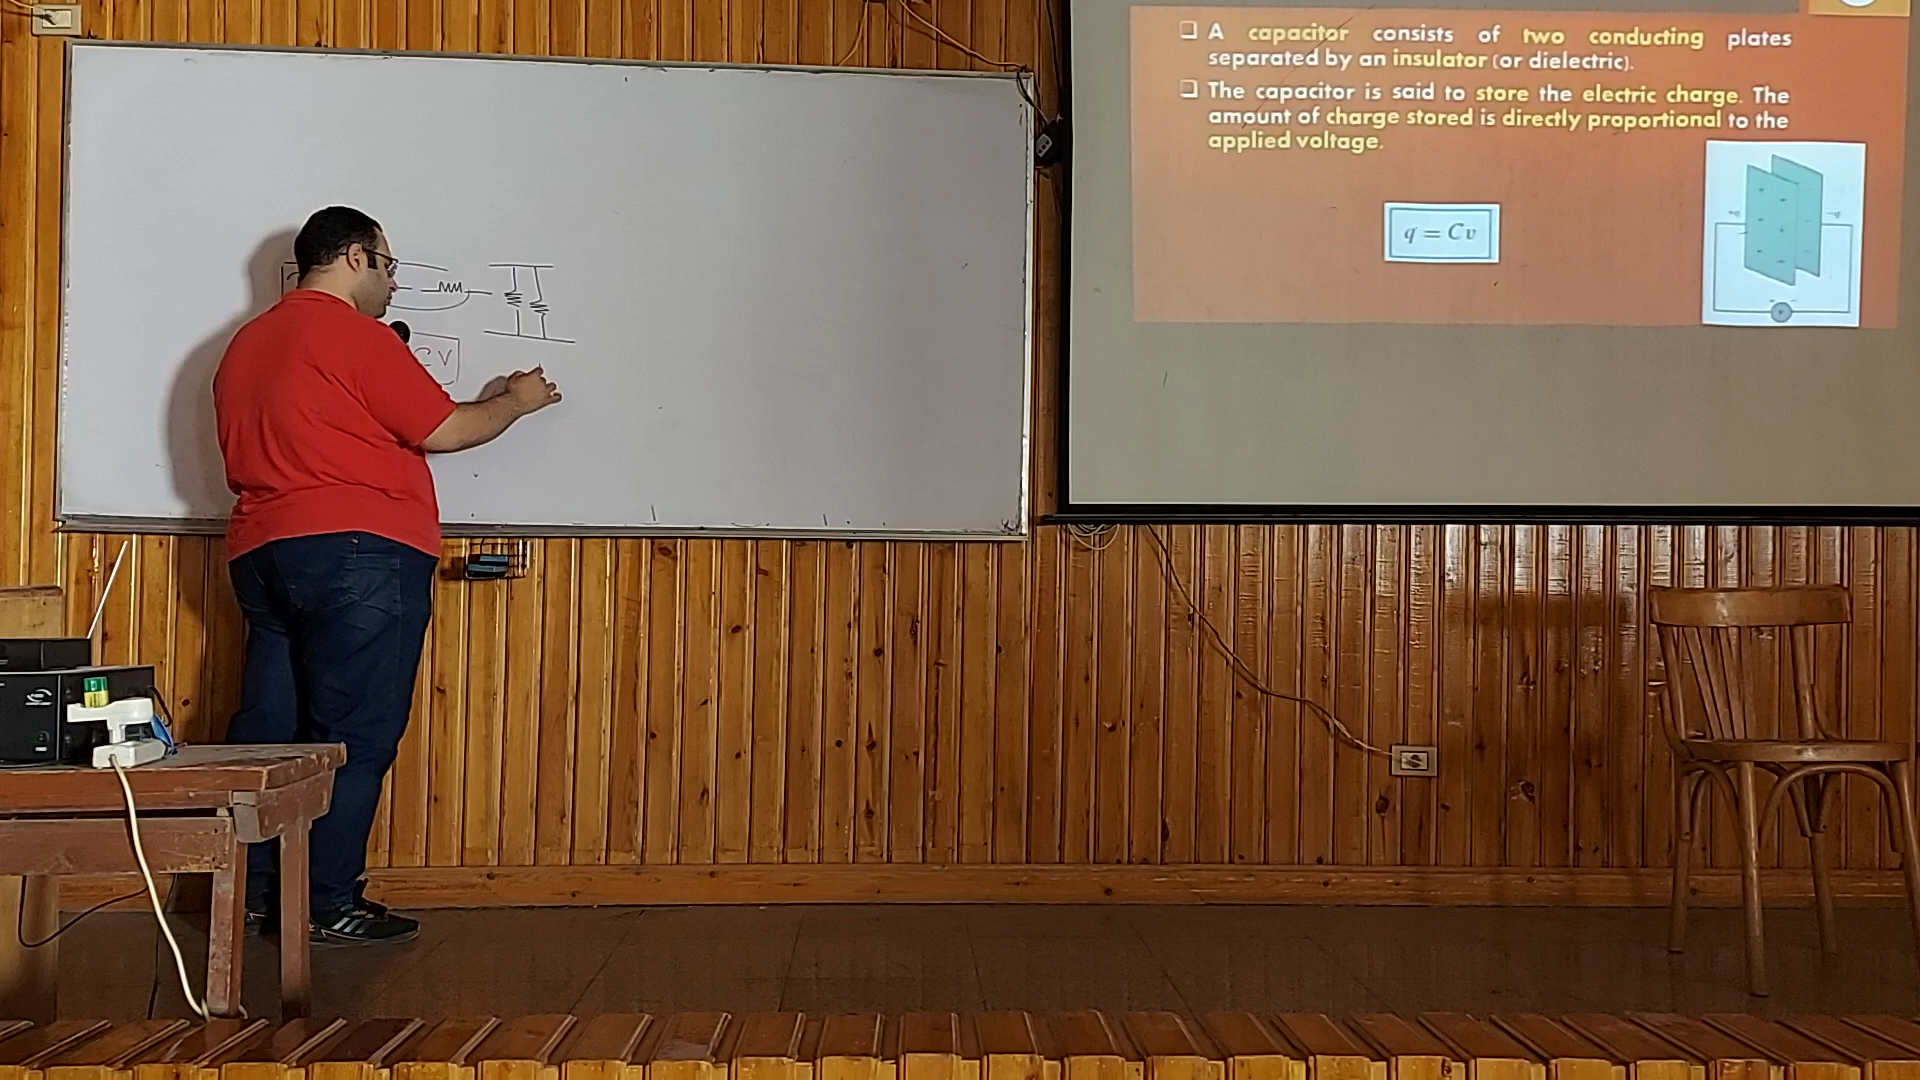 CV
❑ A capacitor consists of two conducting plates
separated by an insulator (or dielectric).
❑ The capacitor is said to store the electric charge. The
amount of charge stored is directly proportional to the
applied voltage.
+q
−q
q = Cv